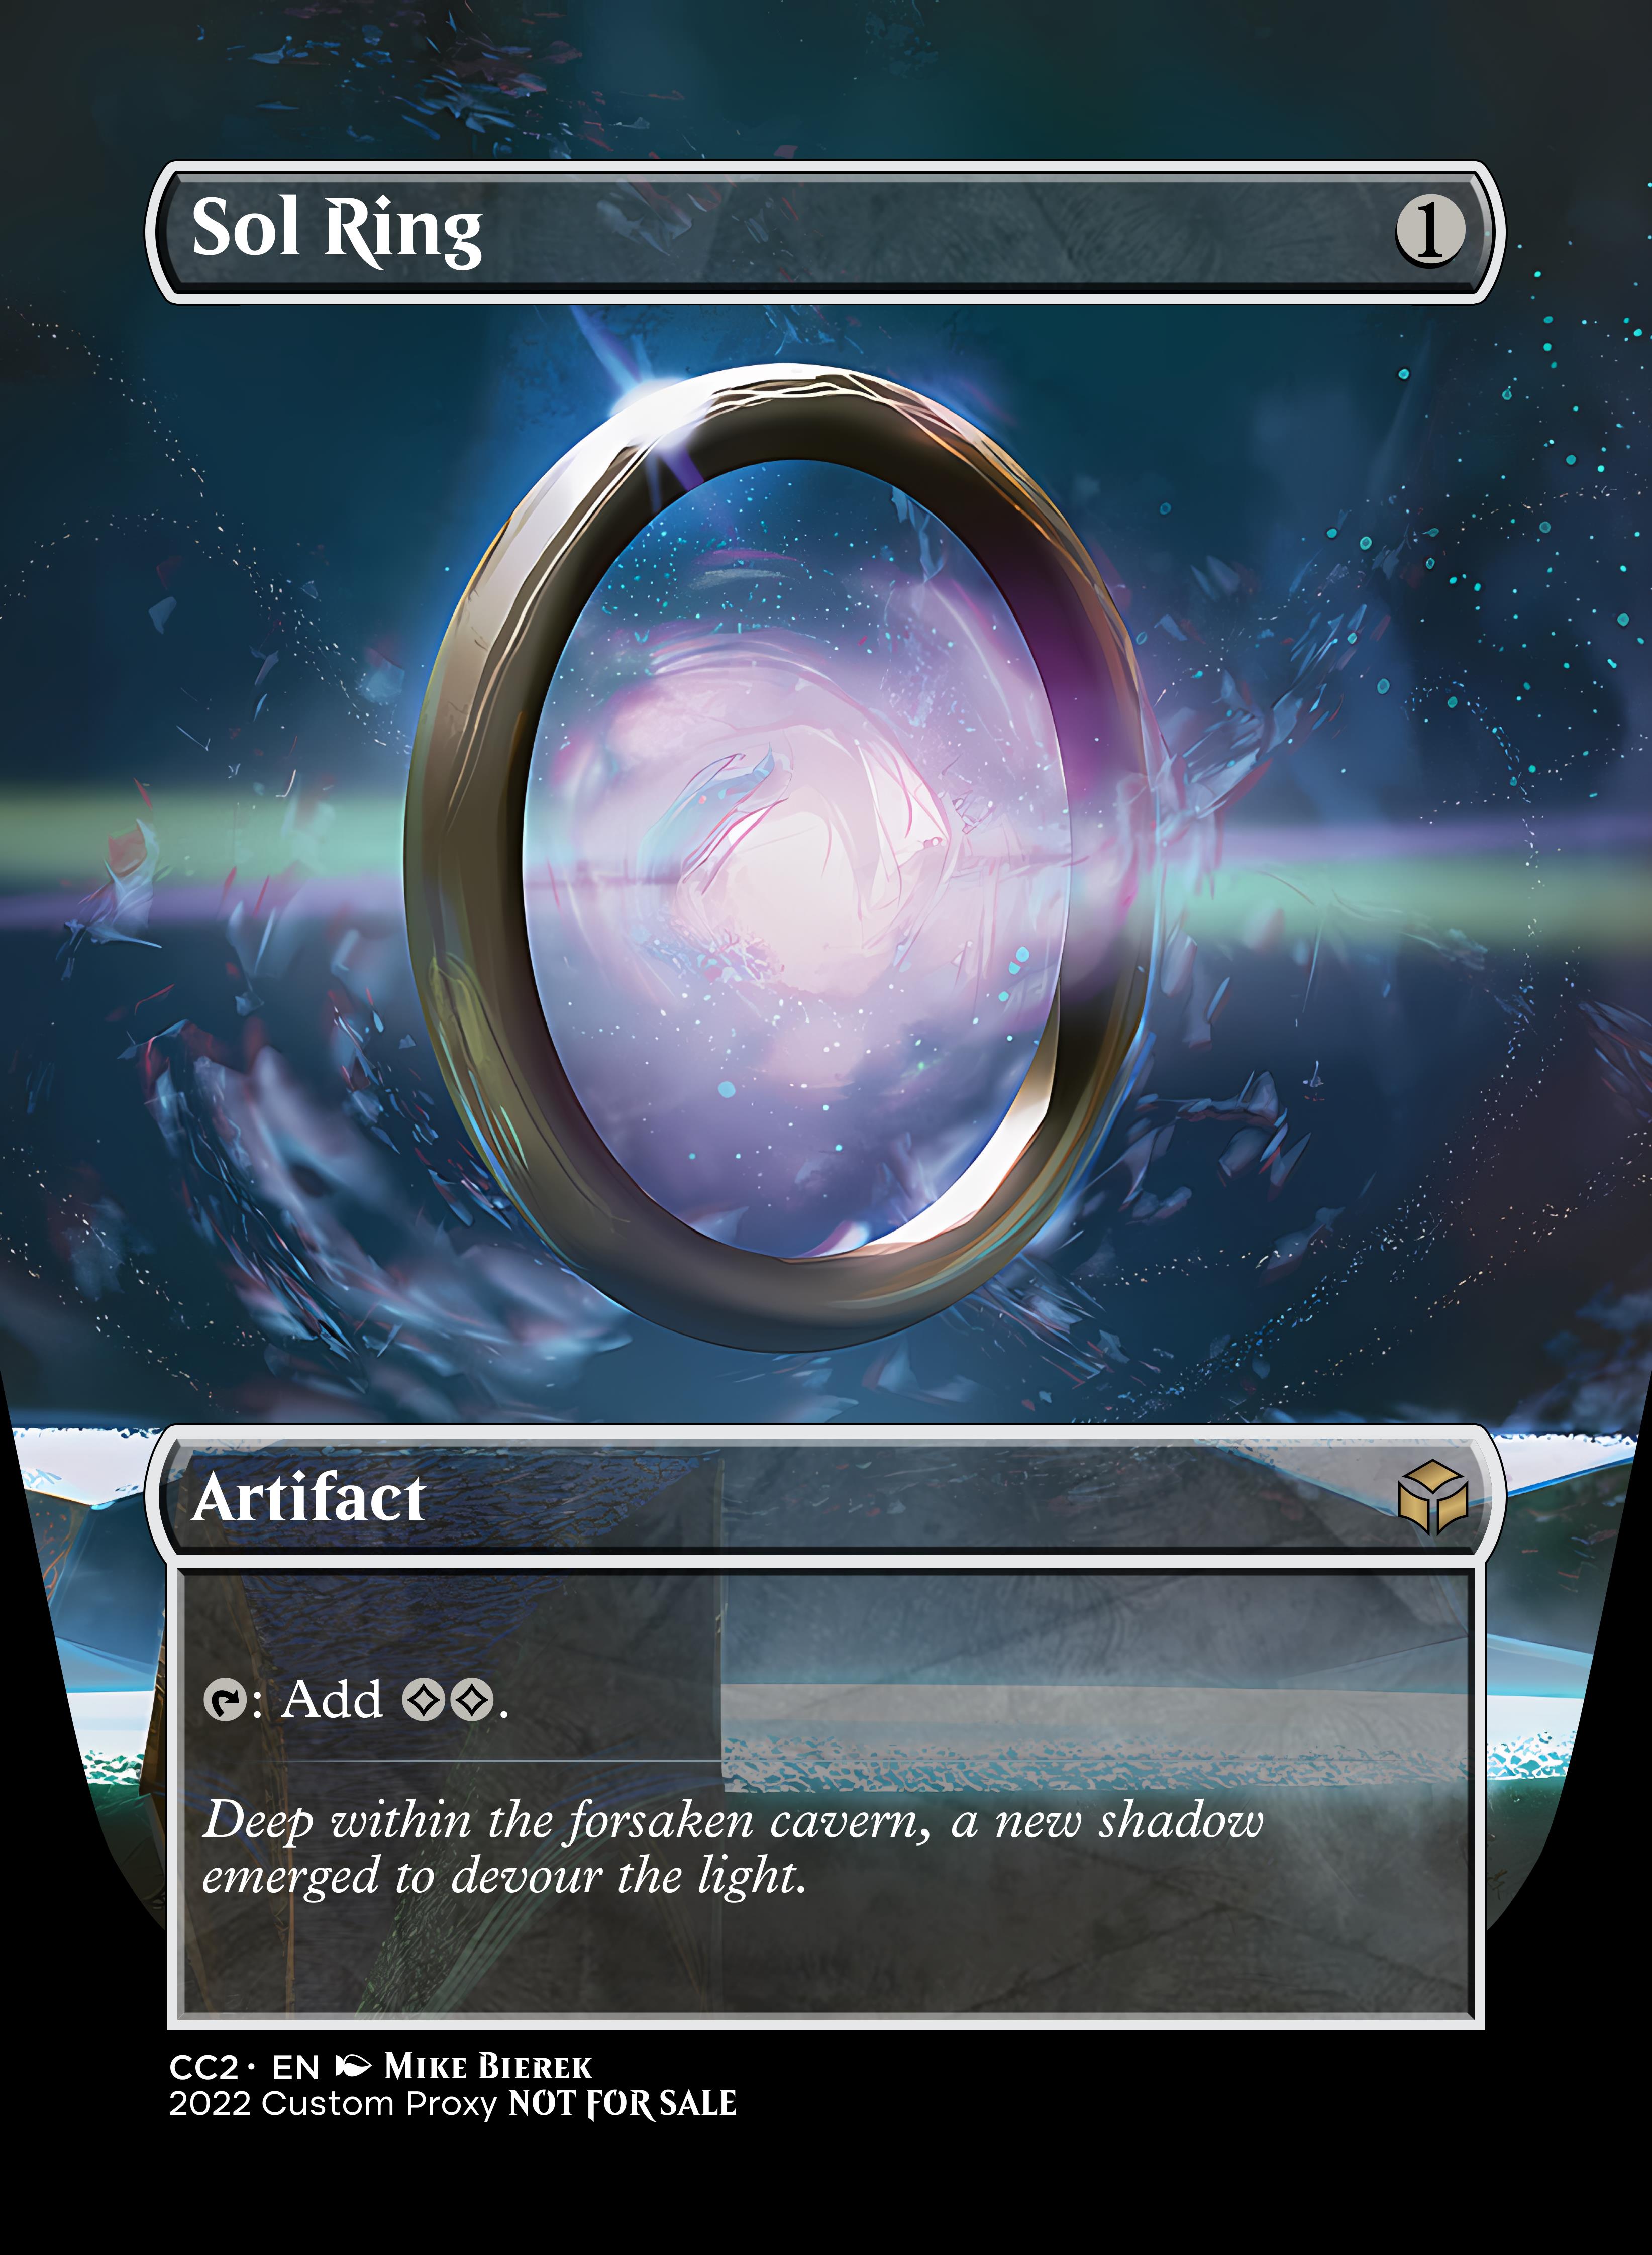 Sol Ring 1
Artifact
: Add .
Deep within the forsaken cavern, a new shadow
emerged to devour the light.
CC2 · EN Mike Bierek
2022 Custom Proxy NOT FOR SALE